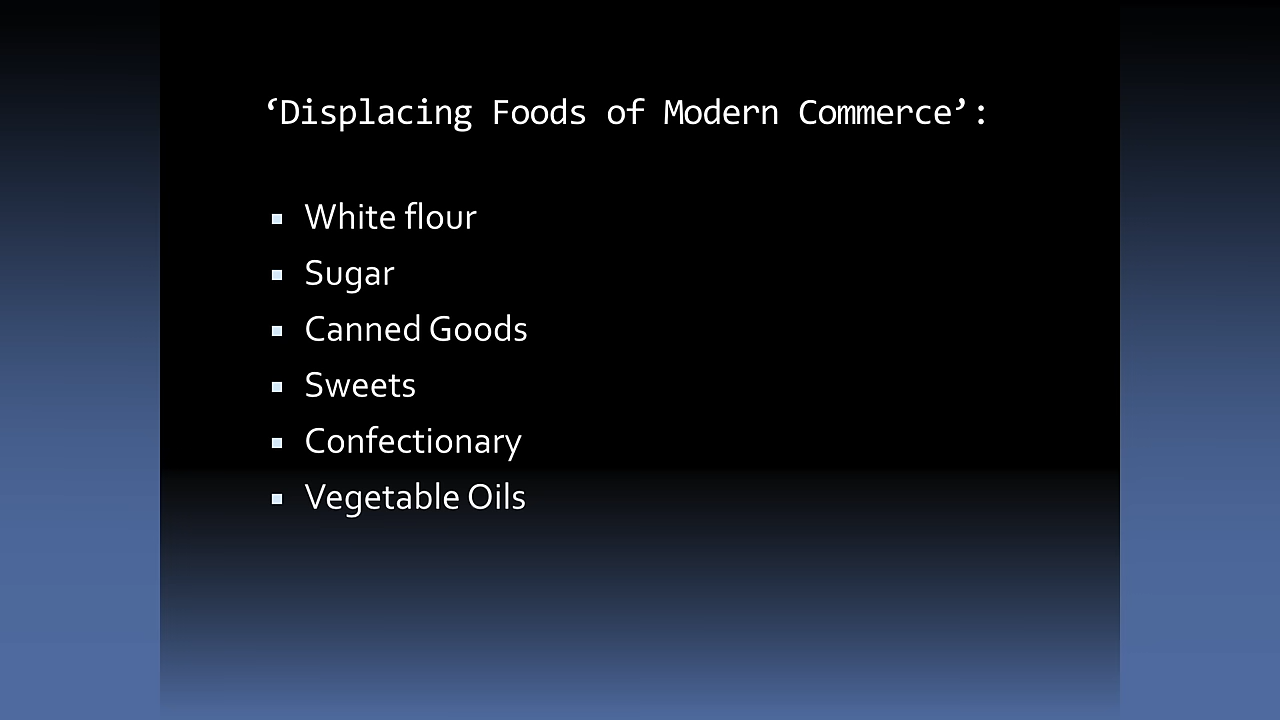 ‘Displacing Foods of Modern Commerce’:
White flour
Sugar
Canned Goods
Sweets
Confectionary
Vegetable Oils